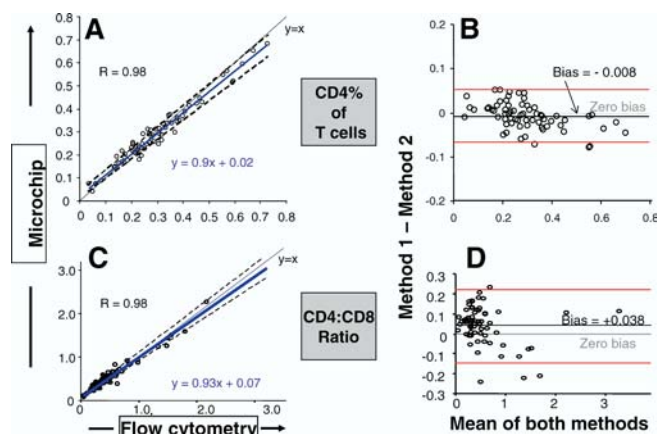 A
B
0.8
0.7
0.6
0.5
0.4
0.3
0.2
0.1
0
y=x
R = 0.98
y = 0.9x + 0.02
0 0.1 0.2 0.3 0.4 0.5 0.6 0.7 0.8
CD4%
of
T cells
0.2
0.1
0
-0.1
-0.2
Bias = - 0.008
Zero bias
0 0.2 0.4 0.6 0.8
Microchip
Method 1 – Method 2
C
D
3.0
2.0
1.0
0
y=x
R = 0.98
y = 0.93x + 0.07
0 1.0 2.0 3.0
CD4:CD8
Ratio
0.3
0.2
0.1
0
-0.1
-0.2
-0.3
Bias = +0.038
Zero bias
0 1 2 3
Flow cytometry
Mean of both methods